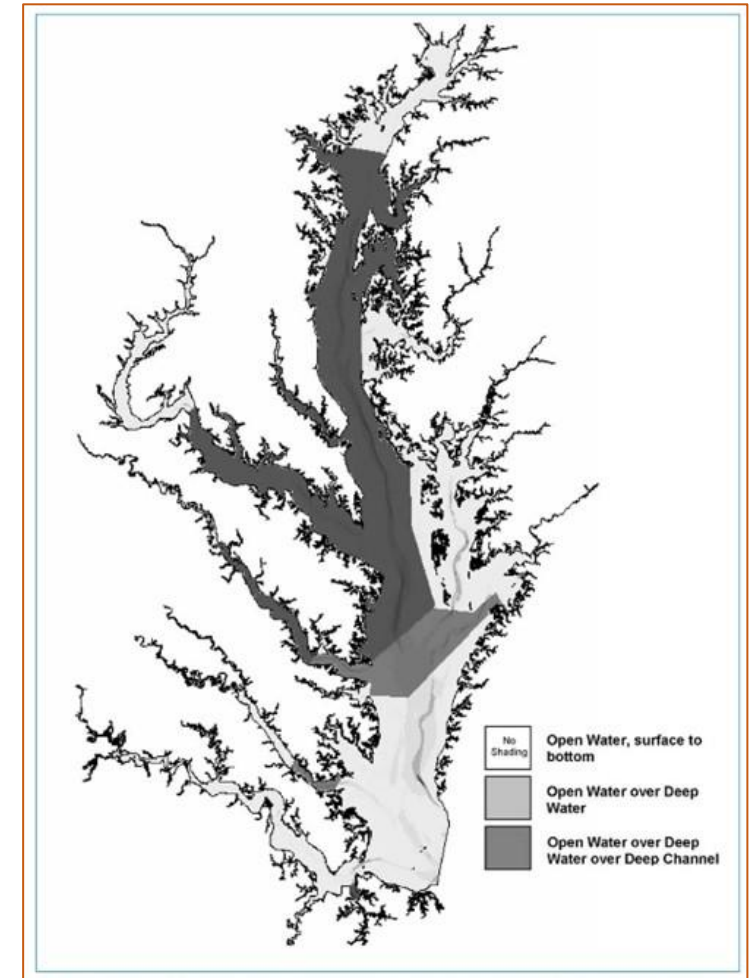 No
Shading
Open Water, surface to
bottom
Open Water over Deep
Water
Open Water over Deep
Water over Deep Channel